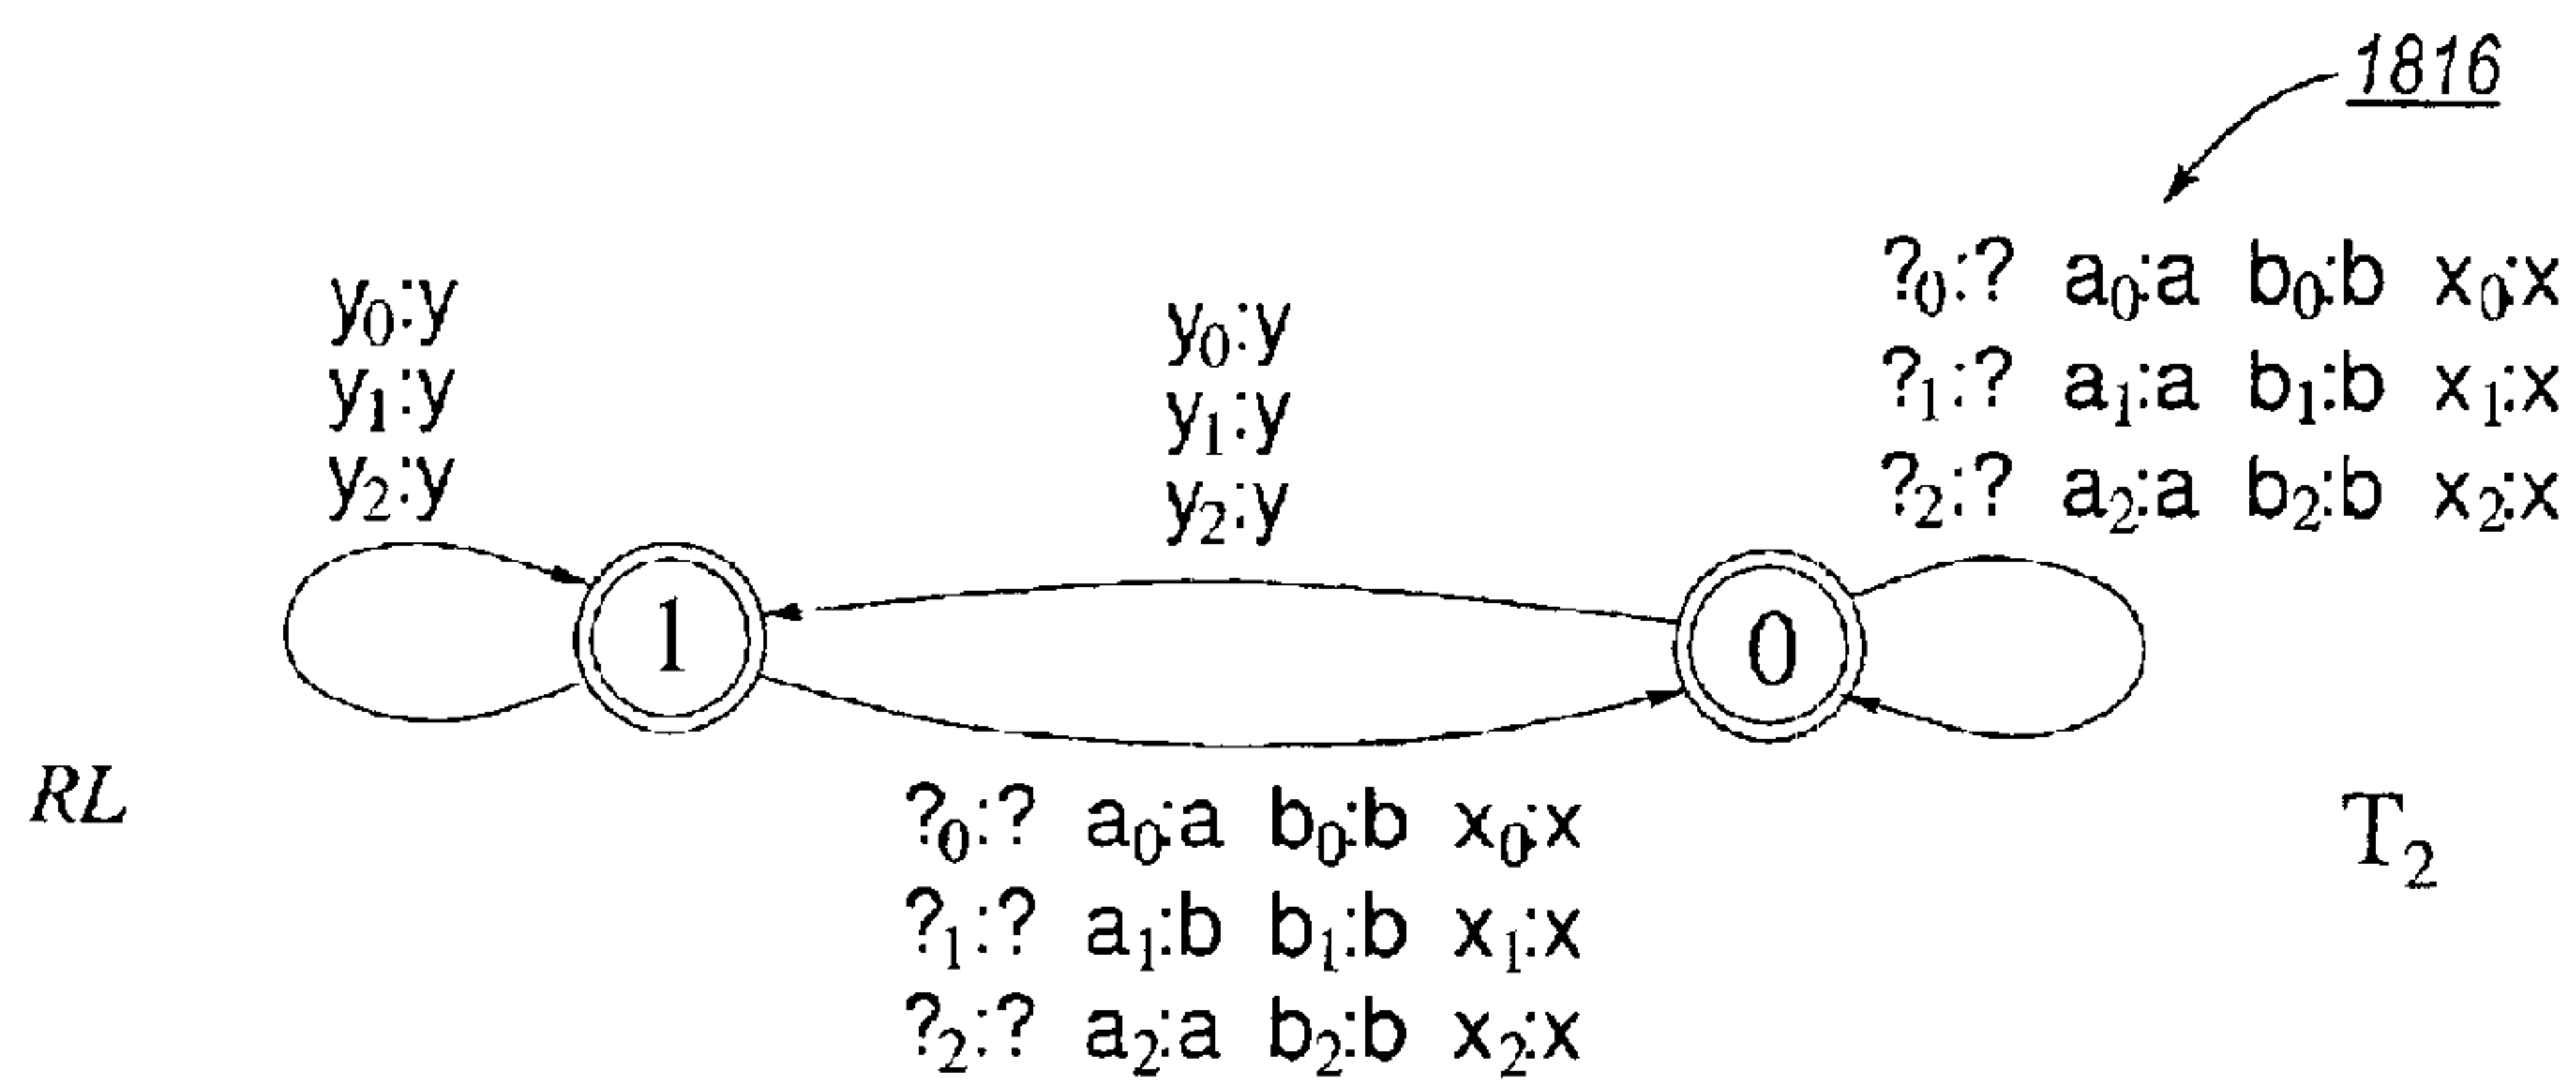 1816
?₀:? a₀:a b₀:b x₀:x
?₁:? a₁:a b₁:b x₁:x
?₂:? a₂:a b₂:b x₂:x
y₀:y
y₁:y
y₂:y
y₀:y
y₁:y
y₂:y
1
0
RL
T₂
?₀:? a₀:a b₀:b x₀:x
?₁:? a₁:b b₁:b x₁:x
?₂:? a₂:a b₂:b x₂:x